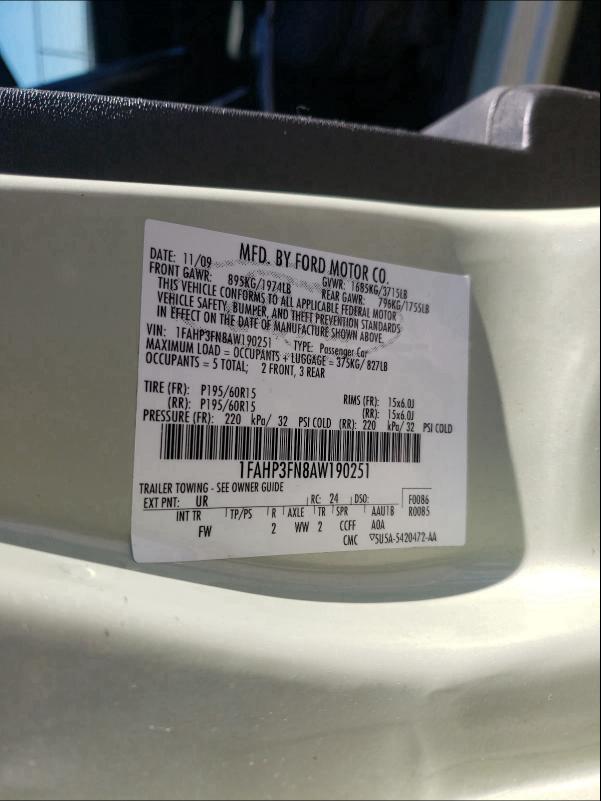 MFD. BY FORD MOTOR CO.
DATE: 11/09 GVWR: 1685KG/3715LB
FRONT GAWR: 895KG/1974LB REAR GAWR: 796KG/1755LB
THIS VEHICLE CONFORMS TO ALL APPLICABLE FEDERAL MOTOR
VEHICLE SAFETY, BUMPER, AND THEFT PREVENTION STANDARDS
IN EFFECT ON THE DATE OF MANUFACTURE SHOWN ABOVE.
VIN: 1FAHP3FN8AW190251 TYPE: Passenger Car
MAXIMUM LOAD = OCCUPANTS + LUGGAGE = 375KG/ 827LB
OCCUPANTS = 5 TOTAL; 2 FRONT, 3 REAR
TIRE (FR): P195/60R15 RIMS (FR): 15x6.0J
(RR): P195/60R15 (RR): 15x6.0J
PRESSURE (FR): 220 kPa/ 32 PSI COLD (RR): 220 kPa/ 32 PSI COLD
1FAHP3FN8AW190251
TRAILER TOWING - SEE OWNER GUIDE
EXT PNT: UR RC: 24 DSO: F0086
INT TR TP/PS R AXLE TR SPR AAU1B R0085
FW 2 WW 2 CCFF A0A
CMC ▽5U5A-5420472-AA